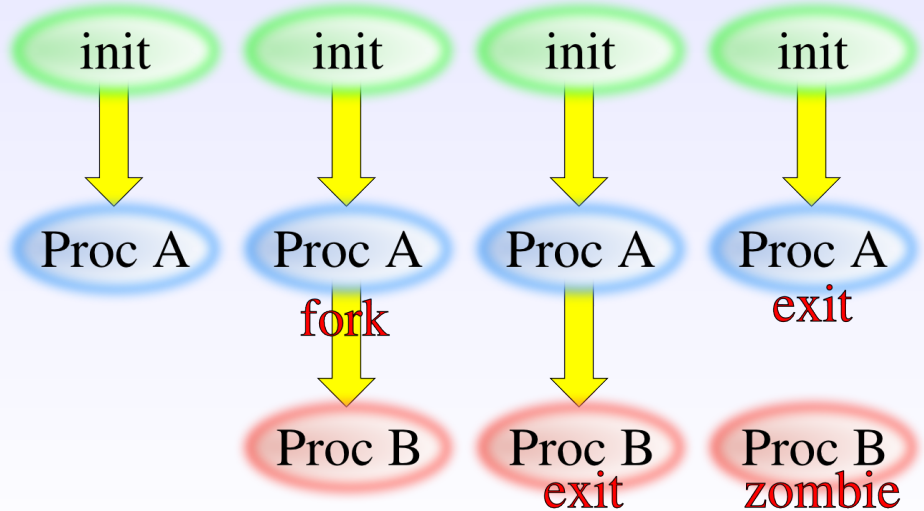 init init init init
Proc A Proc A Proc A Proc A
fork exit
Proc B Proc B Proc B
exit zombie